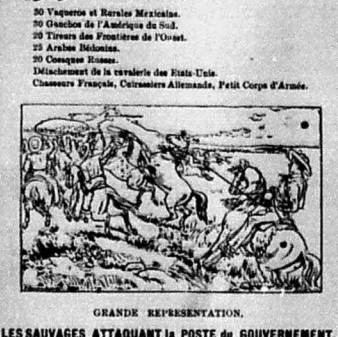 30 Vaqueros et Rurales Mexicains.
30 Gauchos de l'Amérique du Sud.
20 Tireurs des Frontières de l'Ouest.
25 Arabes Bédouins.
20 Cosaques Russes.
Détachement de la cavalerie des Etats-Unis.
Chasseurs Français, Cuirassiers Allemands, Petit Corps d'Armée.
GRANDE REPRESENTATION.
LES SAUVAGES ATTAQUANT la POSTE du GOUVERNEMENT.